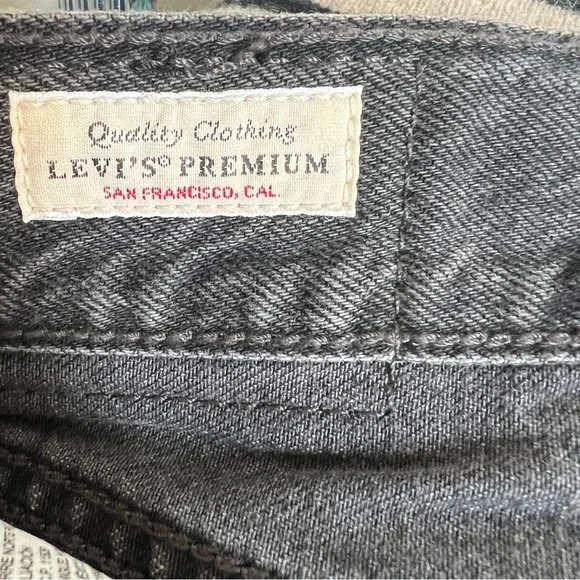 Quality Clothing
LEVI'S® PREMIUM
SAN FRANCISCO, CAL.